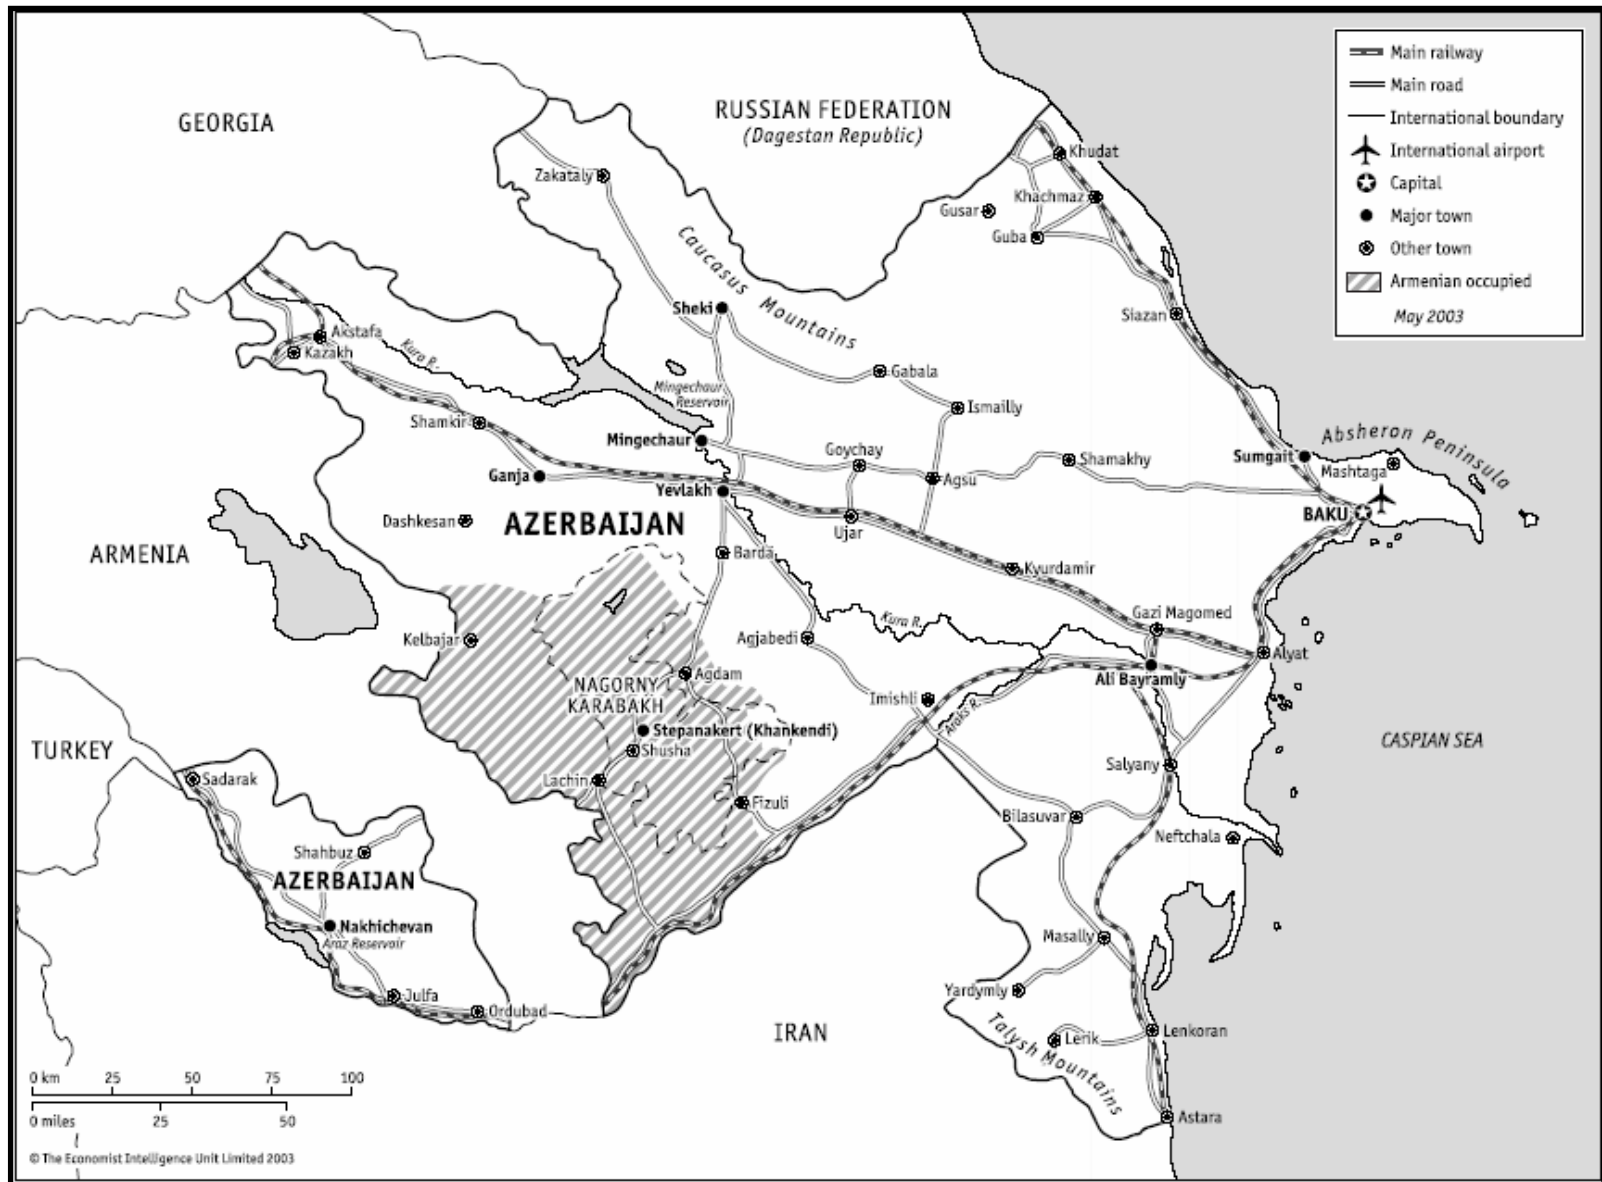 Main railway
Main road
International boundary
International airport
Capital
Major town
Other town
Armenian occupied
May 2003
GEORGIA
RUSSIAN FEDERATION
(Dagestan Republic)
Khudat
Zakataly
Khachmaz
Gusar
Guba
Caucasus Mountains
Sheki
Siazan
Akstafa
Kazakh
Kura R.
Gabala
Mingechaur
Reservoir
Ismailly
Shamkir
Mingechaur
Goychay
Shamakhy
Absheron Peninsula
Sumgait
Mashtaga
Ganja
Yevlakh
Agsu
BAKU
Dashkesan
AZERBAIJAN
Ujar
ARMENIA
Barda
Kyurdamir
Kura R.
Gazi Magomed
Kelbajar
Agjabedi
Alyat
Agdam
Ali Bayramly
NAGORNY
KARABAKH
Imishli
Araks R.
Stepanakert (Khankendi)
Shusha
CASPIAN SEA
TURKEY
Sadarak
Lachin
Salyany
Fizuli
Bilasuvar
Neftchala
Shahbuz
AZERBAIJAN
Nakhichevan
Araz Reservoir
Masally
Yardymly
Julfa
Ordubad
IRAN
Talysh Mountains
Lerik
Lenkoran
Astara
0 km 25 50 75 100
0 miles 25 50
© The Economist Intelligence Unit Limited 2003